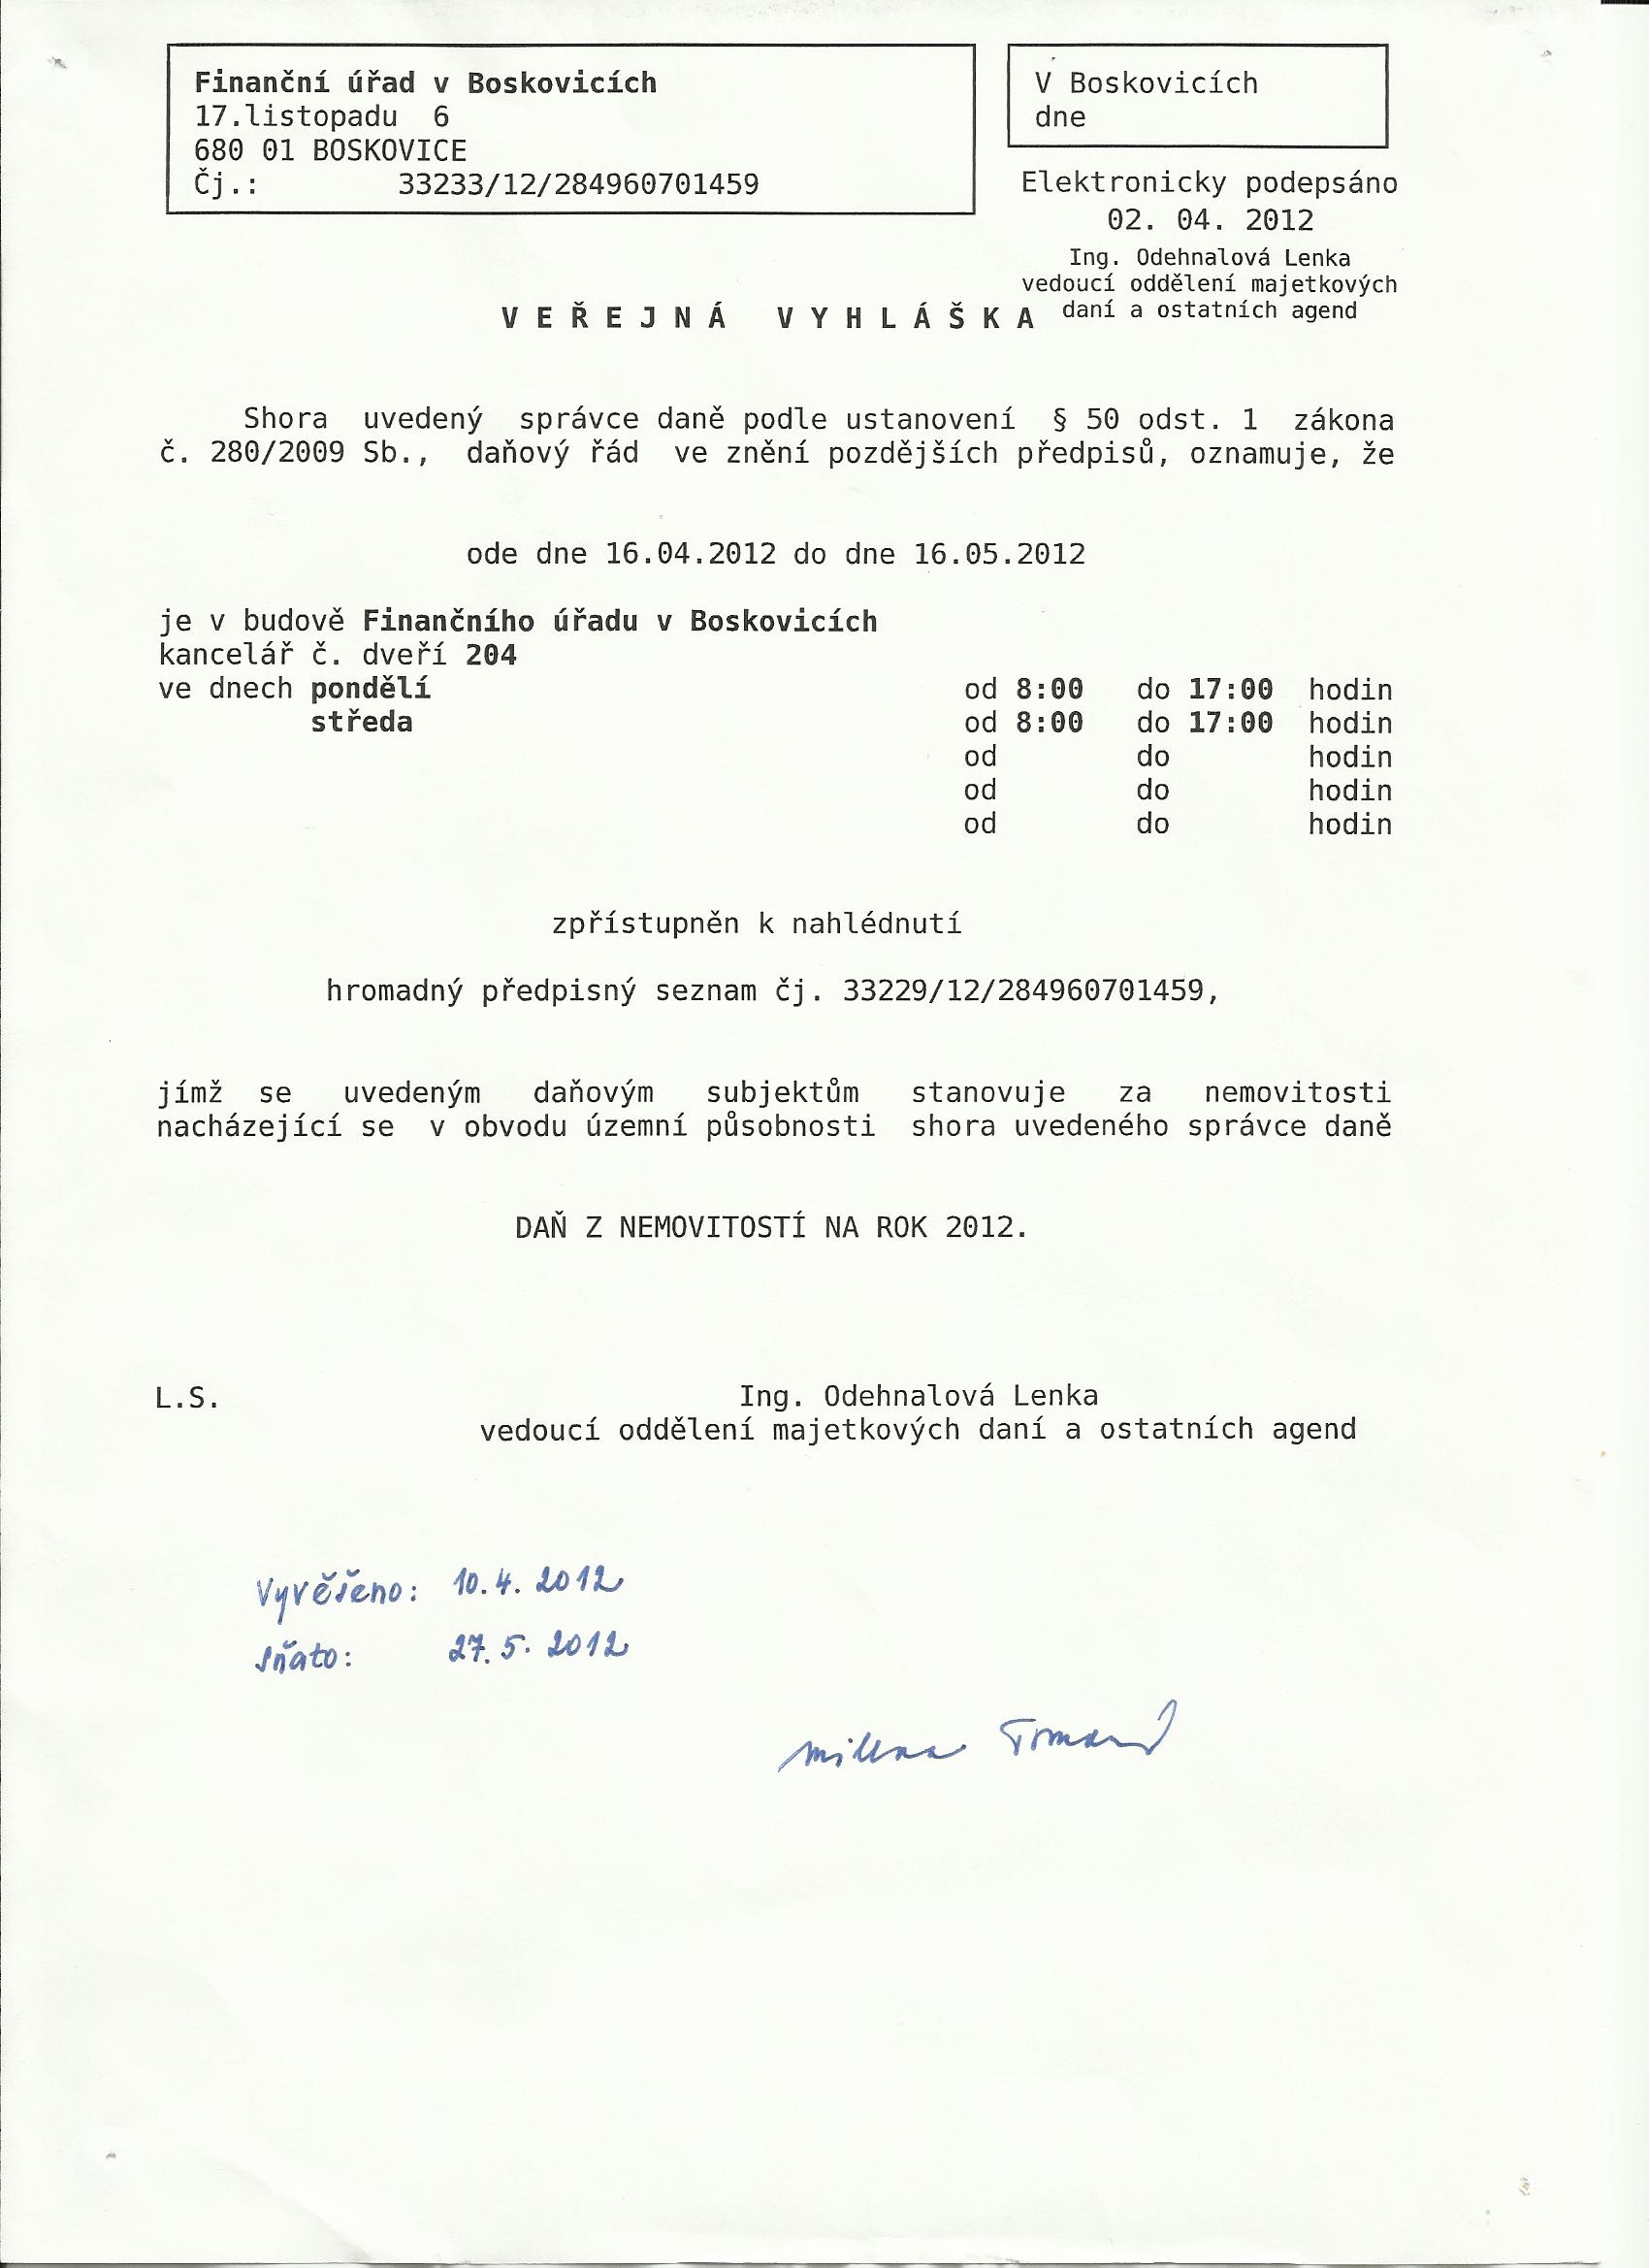 Finanční úřad v Boskovicích
17.listopadu 6
680 01 BOSKOVICE
Čj.: 33233/12/284960701459
V Boskovicích
dne
Elektronicky podepsáno
02. 04. 2012
Ing. Odehnalová Lenka
vedoucí oddělení majetkových
daní a ostatních agend
V E Ř E J N Á V Y H L Á Š K A
Shora uvedený správce daně podle ustanovení § 50 odst. 1 zákona
č. 280/2009 Sb., daňový řád ve znění pozdějších předpisů, oznamuje, že
ode dne 16.04.2012 do dne 16.05.2012
je v budově Finančního úřadu v Boskovicích
kancelář č. dveří 204
ve dnech pondělí od 8:00 do 17:00 hodin
středa od 8:00 do 17:00 hodin
od do hodin
od do hodin
od do hodin
zpřístupněn k nahlédnutí
hromadný předpisný seznam čj. 33229/12/284960701459,
jímž se uvedeným daňovým subjektům stanovuje za nemovitosti
nacházející se v obvodu územní působnosti shora uvedeného správce daně
DAŇ Z NEMOVITOSTÍ NA ROK 2012.
L.S. Ing. Odehnalová Lenka
vedoucí oddělení majetkových daní a ostatních agend
Vyvěšeno: 10.4. 2012
Sňato: 27.5. 2012
Milena